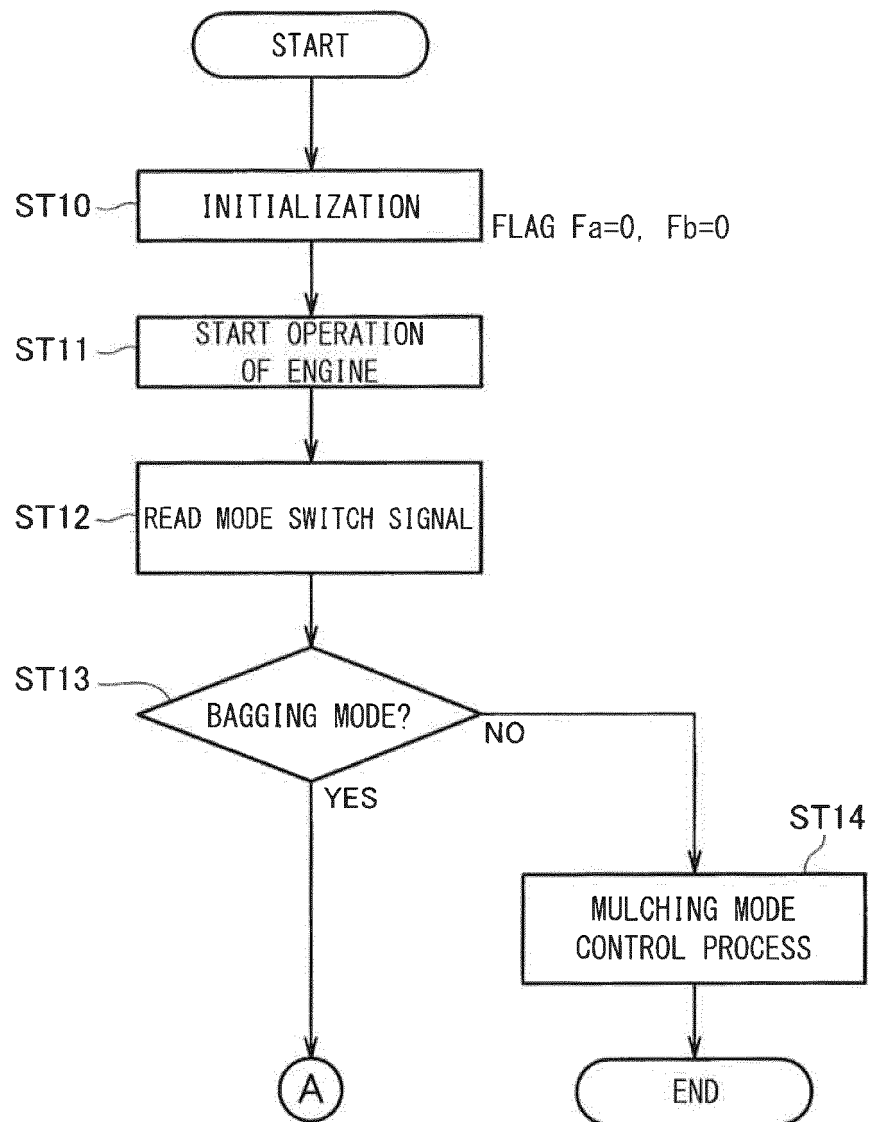 START
ST10
INITIALIZATION
FLAG Fa=0, Fb=0
ST11
START OPERATION
OF ENGINE
ST12
READ MODE SWITCH SIGNAL
ST13
BAGGING MODE?
NO
YES
ST14
MULCHING MODE
CONTROL PROCESS
A
END